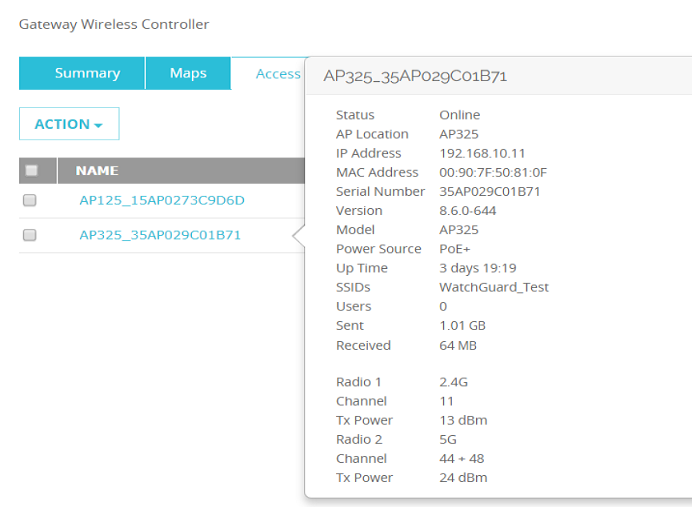 Gateway Wireless Controller
Summary Maps Access
ACTION
NAME
AP125_15AP0273C9D6D
AP325_35AP029C01B71
AP325_35AP029C01B71
Status Online
AP Location AP325
IP Address 192.168.10.11
MAC Address 00:90:7F:50:81:0F
Serial Number 35AP029C01B71
Version 8.6.0-644
Model AP325
Power Source PoE+
Up Time 3 days 19:19
SSIDs WatchGuard_Test
Users 0
Sent 1.01 GB
Received 64 MB
Radio 1 2.4G
Channel 11
Tx Power 13 dBm
Radio 2 5G
Channel 44 + 48
Tx Power 24 dBm